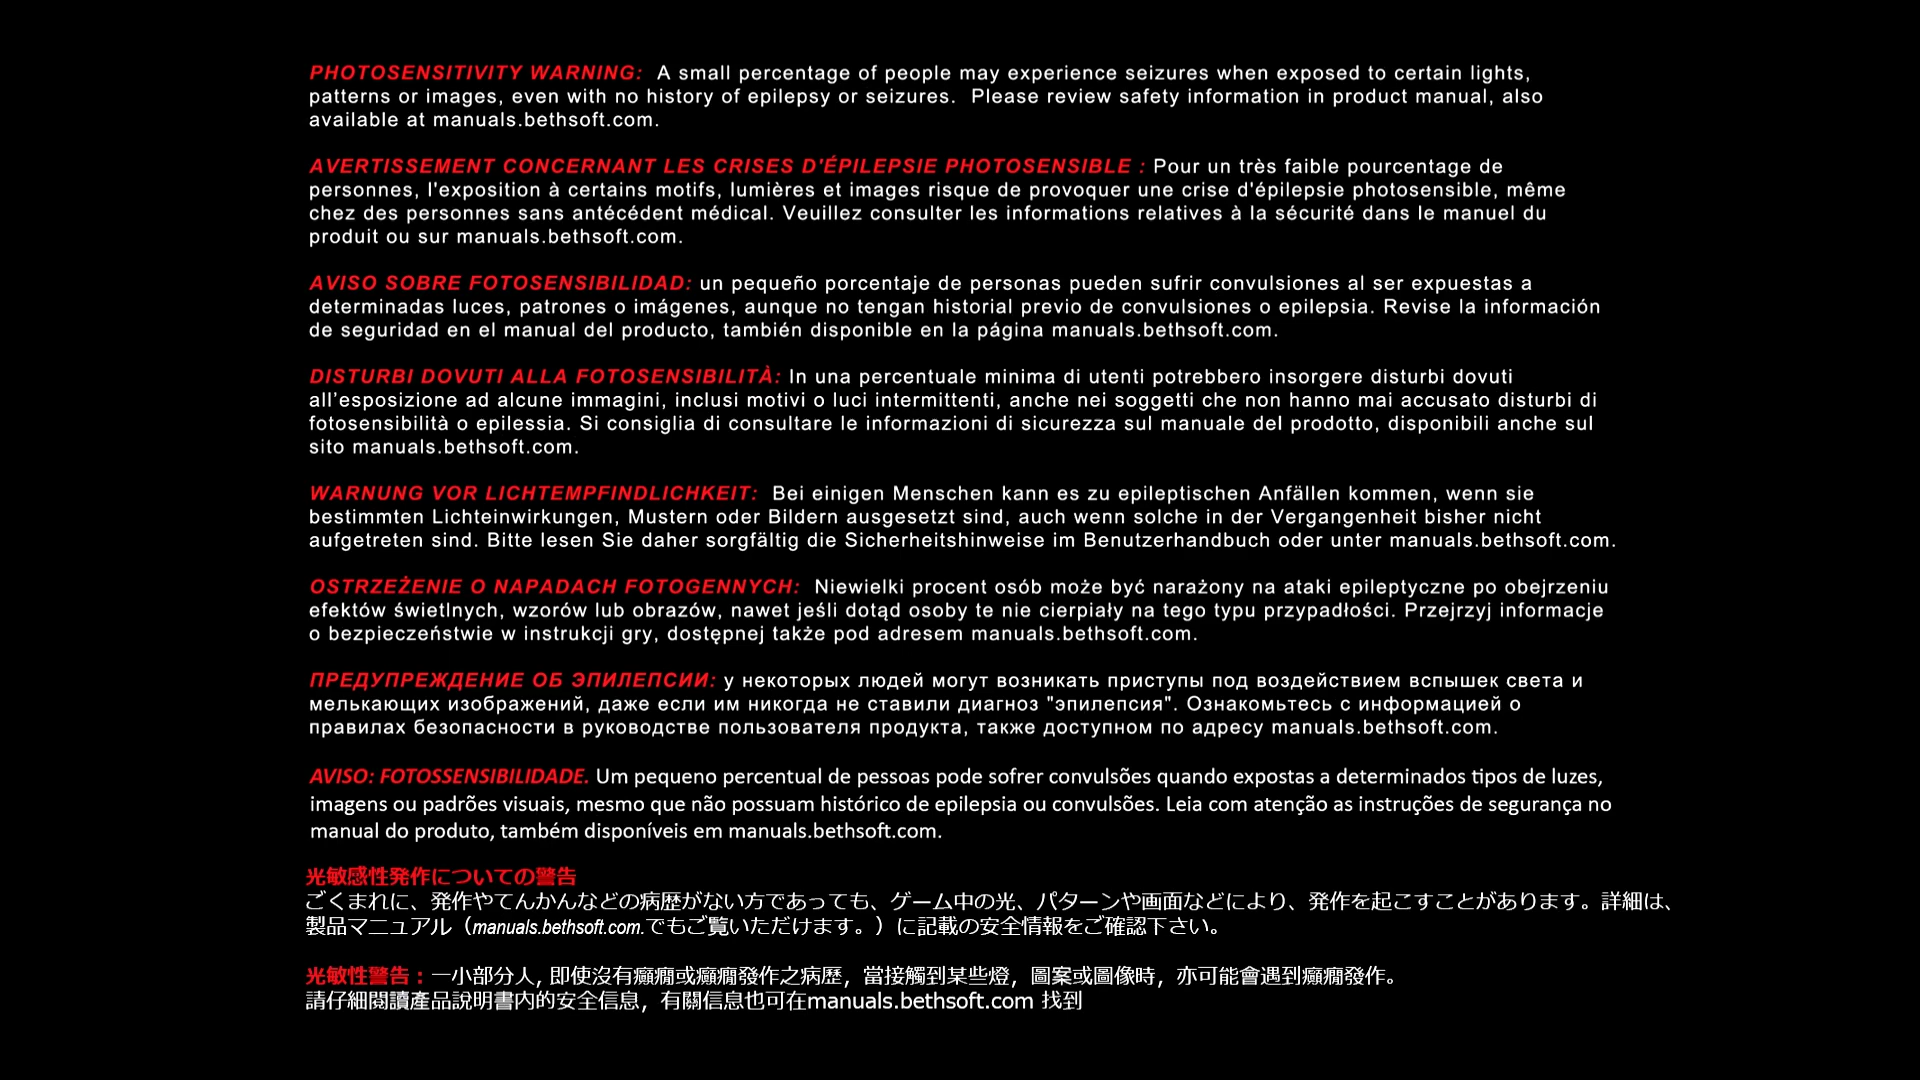 PHOTOSENSITIVITY WARNING: A small percentage of people may experience seizures when exposed to certain lights,
patterns or images, even with no history of epilepsy or seizures. Please review safety information in product manual, also
available at manuals.bethsoft.com.
AVERTISSEMENT CONCERNANT LES CRISES D'ÉPILEPSIE PHOTOSENSIBLE : Pour un très faible pourcentage de
personnes, l'exposition à certains motifs, lumières et images risque de provoquer une crise d'épilepsie photosensible, même
chez des personnes sans antécédent médical. Veuillez consulter les informations relatives à la sécurité dans le manuel du
produit ou sur manuals.bethsoft.com.
AVISO SOBRE FOTOSENSIBILIDAD: un pequeño porcentaje de personas pueden sufrir convulsiones al ser expuestas a
determinadas luces, patrones o imágenes, aunque no tengan historial previo de convulsiones o epilepsia. Revise la información
de seguridad en el manual del producto, también disponible en la página manuals.bethsoft.com.
DISTURBI DOVUTI ALLA FOTOSENSIBILITÀ: In una percentuale minima di utenti potrebbero insorgere disturbi dovuti
all’esposizione ad alcune immagini, inclusi motivi o luci intermittenti, anche nei soggetti che non hanno mai accusato disturbi di
fotosensibilità o epilessia. Si consiglia di consultare le informazioni di sicurezza sul manuale del prodotto, disponibili anche sul
sito manuals.bethsoft.com.
WARNUNG VOR LICHTEMPFINDLICHKEIT: Bei einigen Menschen kann es zu epileptischen Anfällen kommen, wenn sie
bestimmten Lichteinwirkungen, Mustern oder Bildern ausgesetzt sind, auch wenn solche in der Vergangenheit bisher nicht
aufgetreten sind. Bitte lesen Sie daher sorgfältig die Sicherheitshinweise im Benutzerhandbuch oder unter manuals.bethsoft.com.
OSTRZEŻENIE O NAPADACH FOTOGENNYCH: Niewielki procent osób może być narażony na ataki epileptyczne po obejrzeniu
efektów świetlnych, wzorów lub obrazów, nawet jeśli dotąd osoby te nie cierpiały na tego typu przypadłości. Przejrzyj informacje
o bezpieczeństwie w instrukcji gry, dostępnej także pod adresem manuals.bethsoft.com.
ПРЕДУПРЕЖДЕНИЕ ОБ ЭПИЛЕПСИИ: у некоторых людей могут возникать приступы под воздействием вспышек света и
мелькающих изображений, даже если им никогда не ставили диагноз "эпилепсия". Ознакомьтесь с информацией о
правилах безопасности в руководстве пользователя продукта, также доступном по адресу manuals.bethsoft.com.
AVISO: FOTOSSENSIBILIDADE. Um pequeno percentual de pessoas pode sofrer convulsões quando expostas a determinados tipos de luzes,
imagens ou padrões visuais, mesmo que não possuam histórico de epilepsia ou convulsões. Leia com atenção as instruções de segurança no
manual do produto, também disponíveis em manuals.bethsoft.com.
光敏感性発作についての警告
ごくまれに、発作やてんかんなどの病歴がない方であっても、ゲーム中の光、パターンや画面などにより、発作を起こすことがあります。詳細は、
製品マニュアル（manuals.bethsoft.com.でもご覧いただけます。）に記載の安全情報をご確認下さい。
光敏性警告：一小部分人, 即使沒有癲癇或癲癇發作之病歷，當接觸到某些燈，圖案或圖像時，亦可能會遇到癲癇發作。
請仔細閱讀產品說明書內的安全信息，有關信息也可在manuals.bethsoft.com 找到